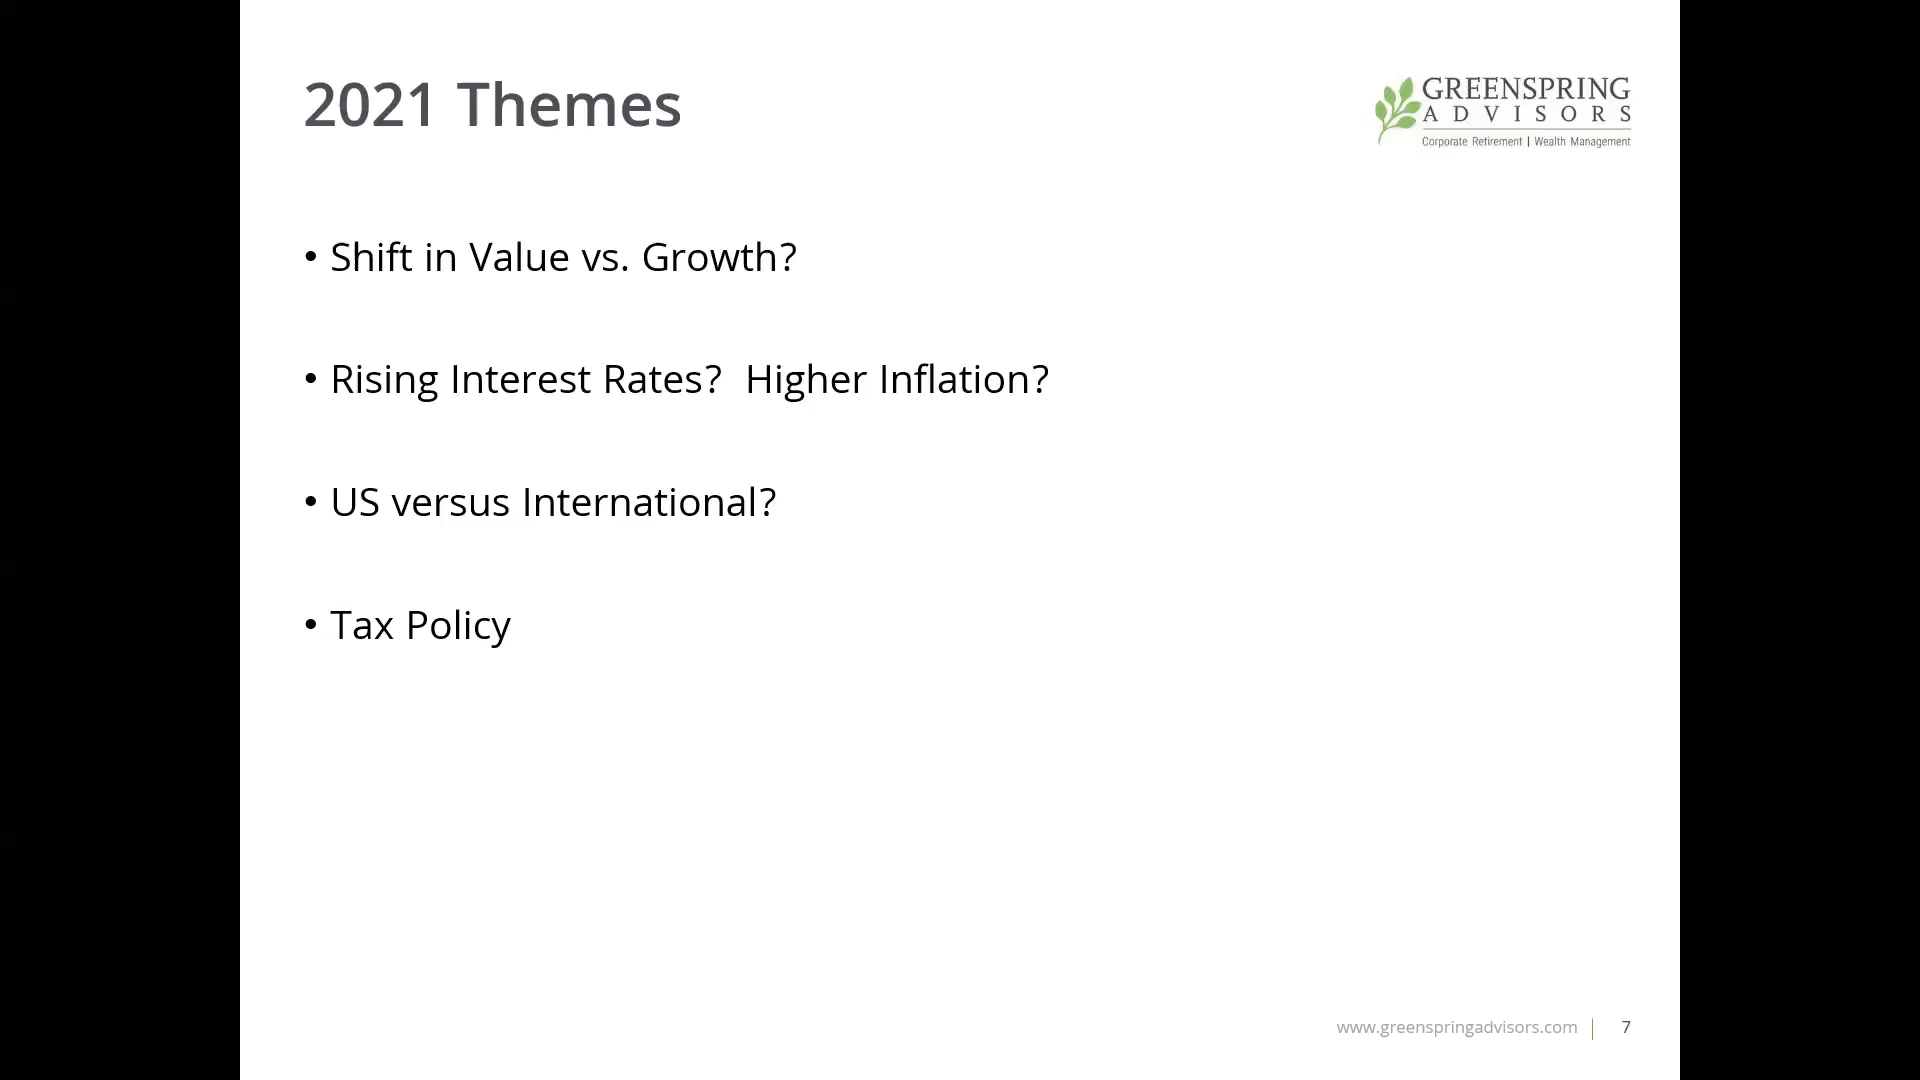 2021 Themes
GREENSPRING
ADVISORS
Corporate Retirement | Wealth Management
• Shift in Value vs. Growth?
• Rising Interest Rates?  Higher Inflation?
• US versus International?
• Tax Policy
www.greenspringadvisors.com | 7